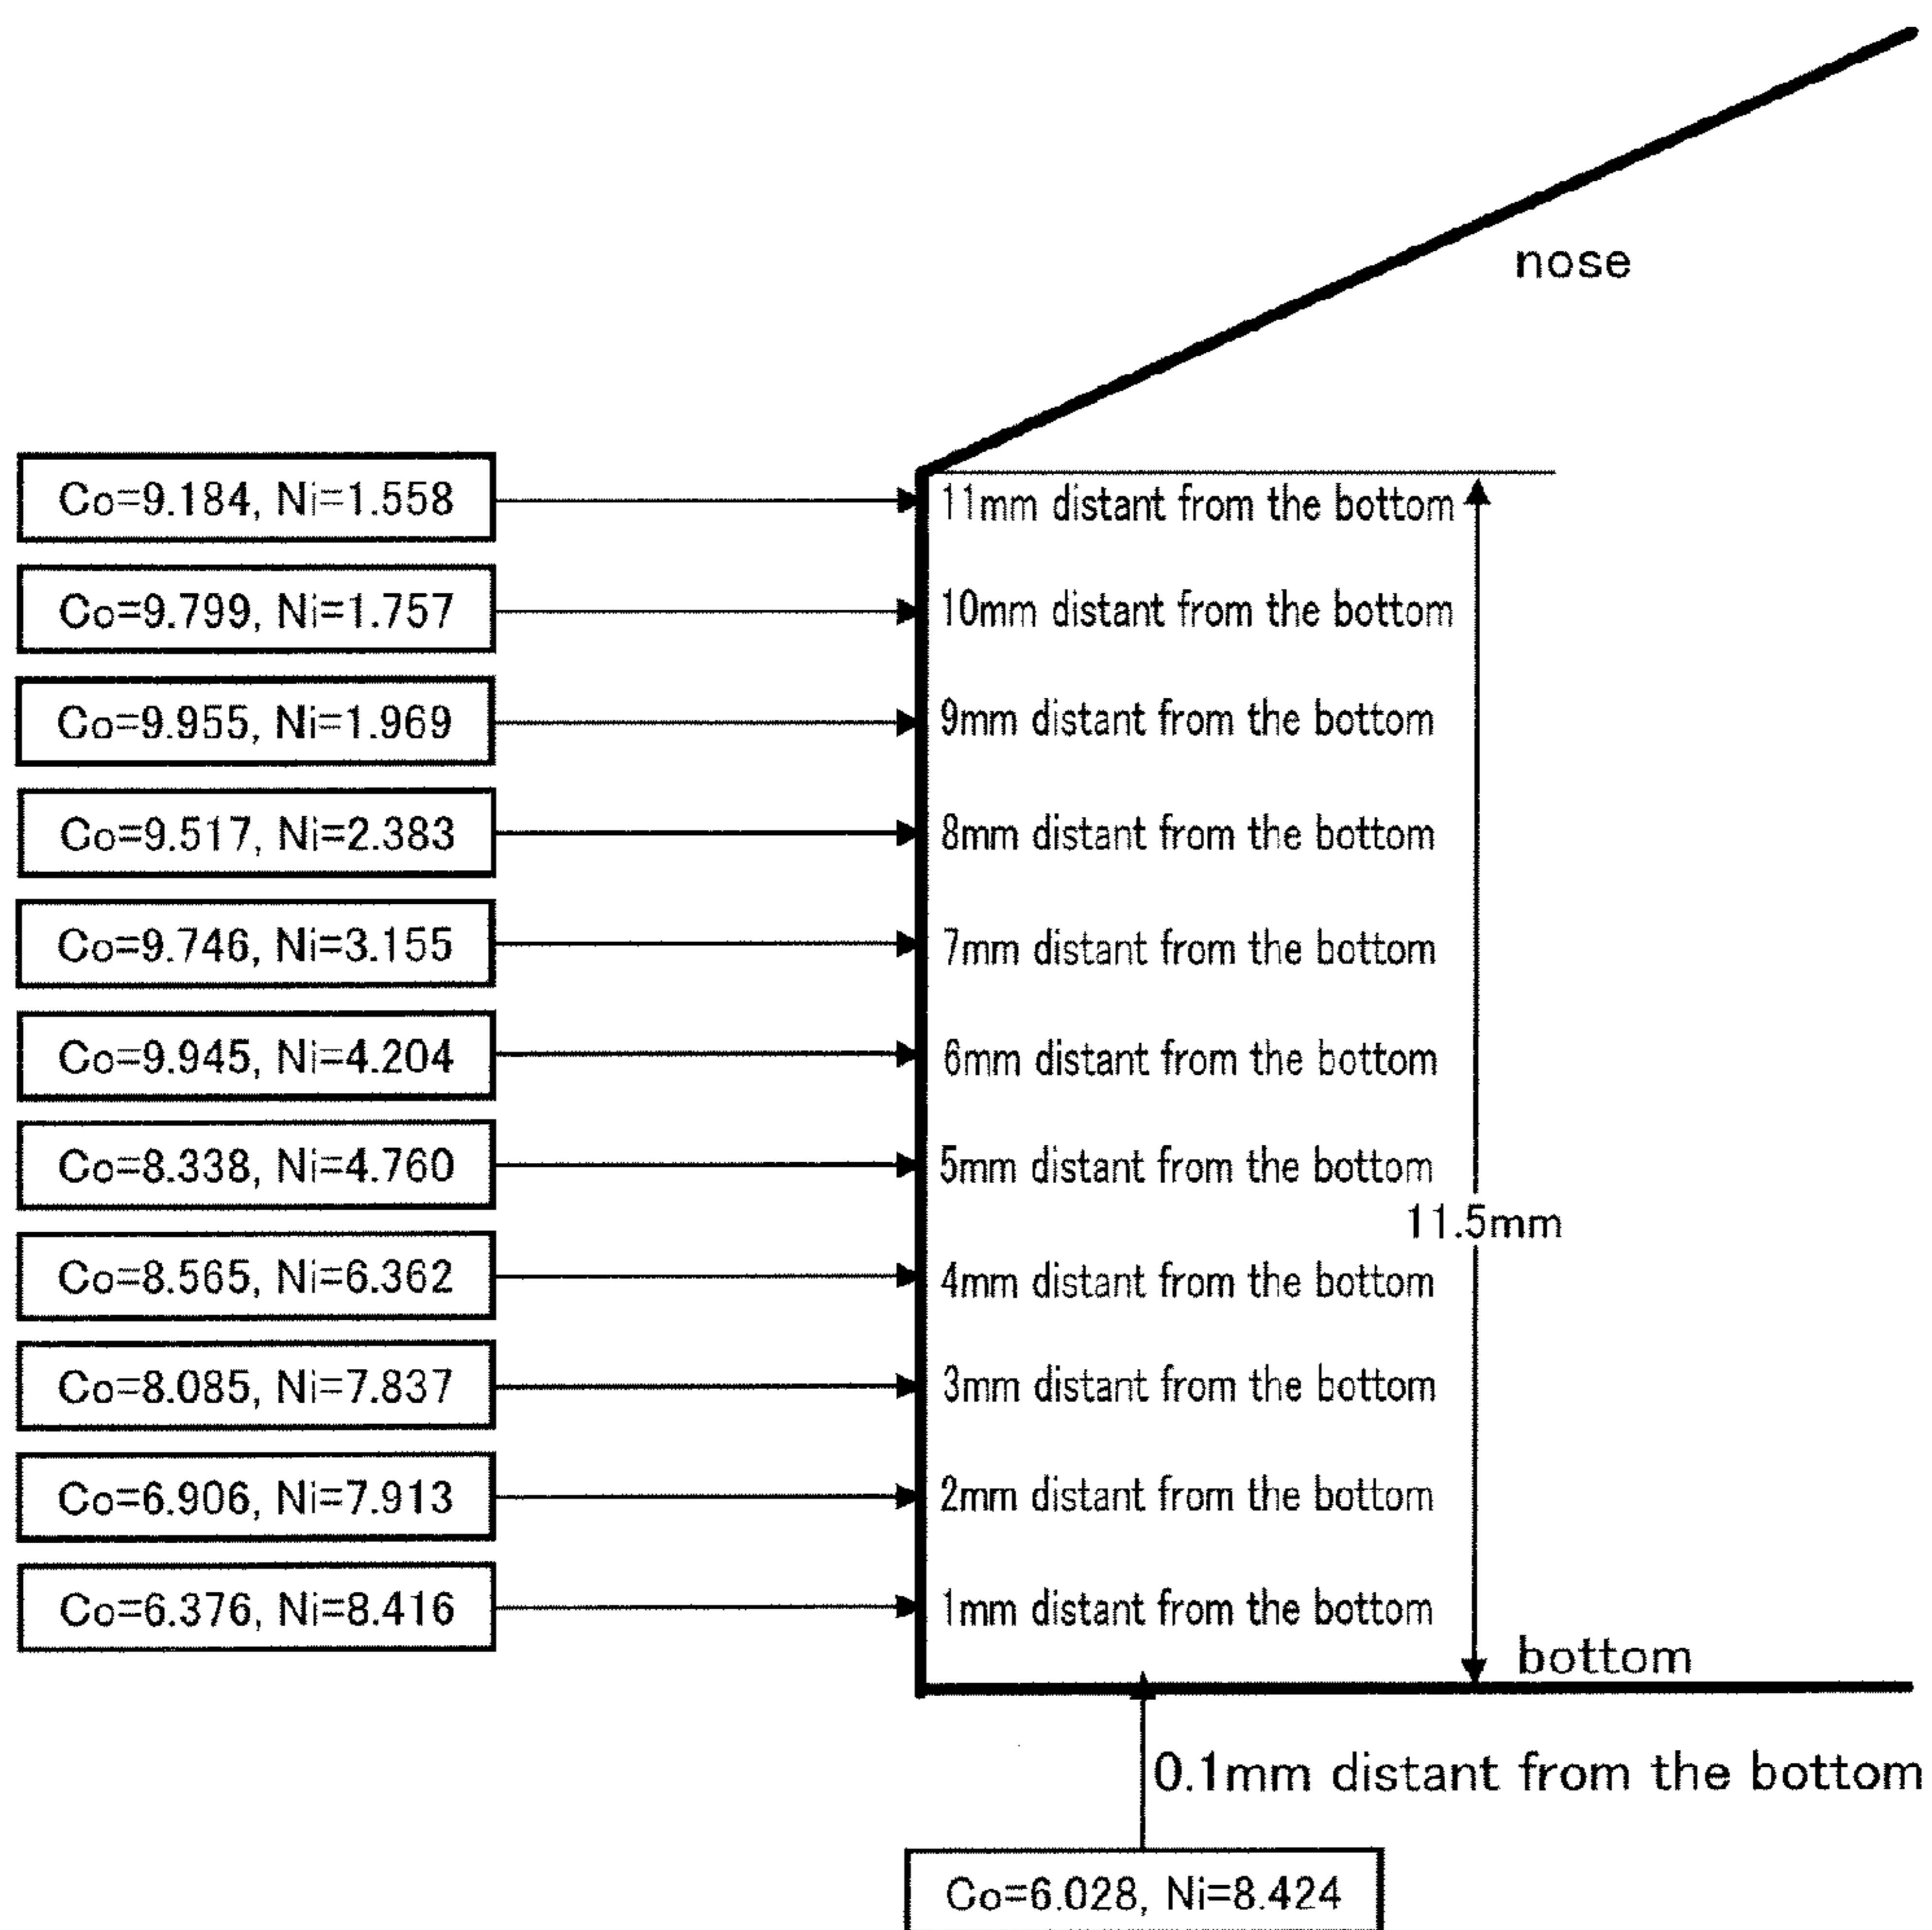 nose
Co=9.184, Ni=1.558
11mm distant from the bottom
Co=9.799, Ni=1.757
10mm distant from the bottom
Co=9.955, Ni=1.969
9mm distant from the bottom
Co=9.517, Ni=2.383
8mm distant from the bottom
Co=9.746, Ni=3.155
7mm distant from the bottom
Co=9.945, Ni=4.204
6mm distant from the bottom
Co=8.338, Ni=4.760
5mm distant from the bottom
11.5mm
Co=8.565, Ni=6.362
4mm distant from the bottom
Co=8.085, Ni=7.837
3mm distant from the bottom
Co=6.906, Ni=7.913
2mm distant from the bottom
Co=6.376, Ni=8.416
1mm distant from the bottom
bottom
0.1mm distant from the bottom
Co=6.028, Ni=8.424